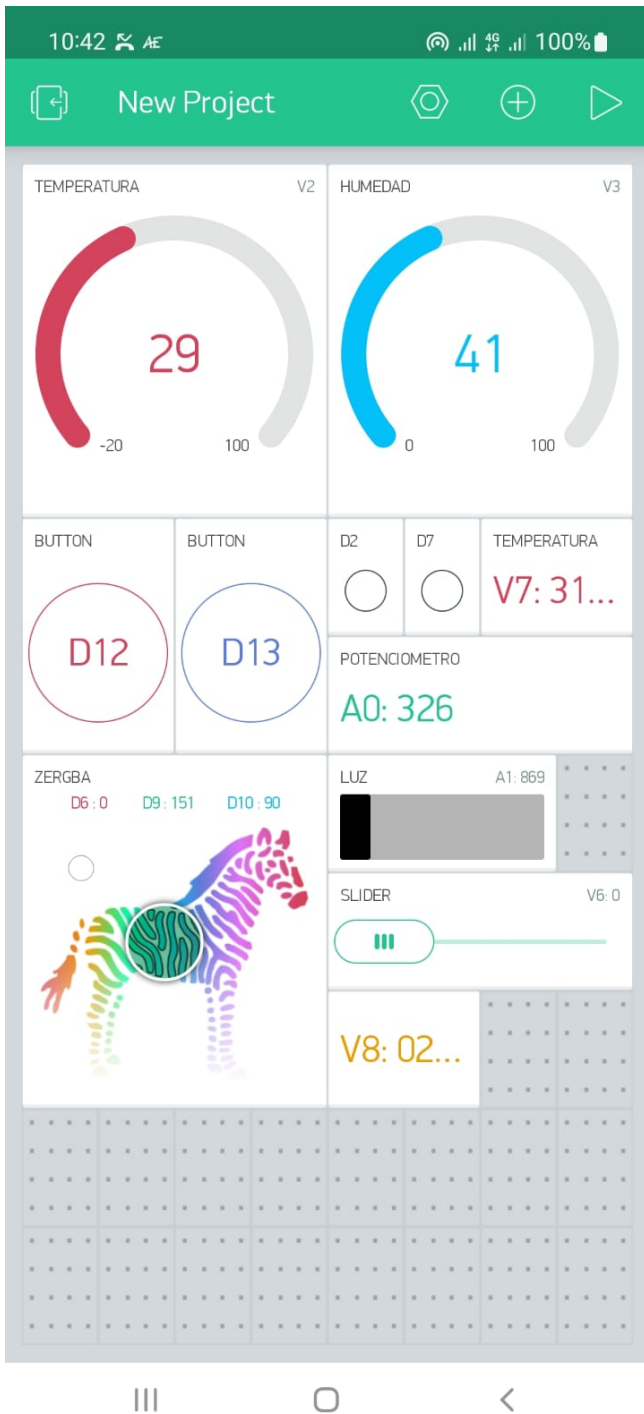 10:42 4G 100%
New Project
TEMPERATURA V2
29
-20 100
HUMEDAD V3
41
0 100
BUTTON
D12
BUTTON
D13
D2
D7
TEMPERATURA
V7: 31...
POTENCIOMETRO
A0: 326
ZERGBA
D6 : 0 D9 : 151 D10 : 90
LUZ A1: 869
SLIDER V6: 0
V8: 02...